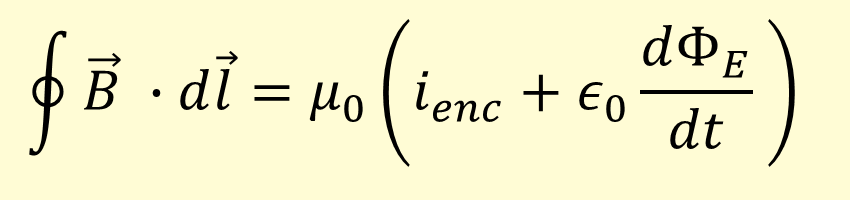 ∮ B⃗ · dl⃗ = μ₀ ( i_enc + ϵ₀ dΦ_E/dt )